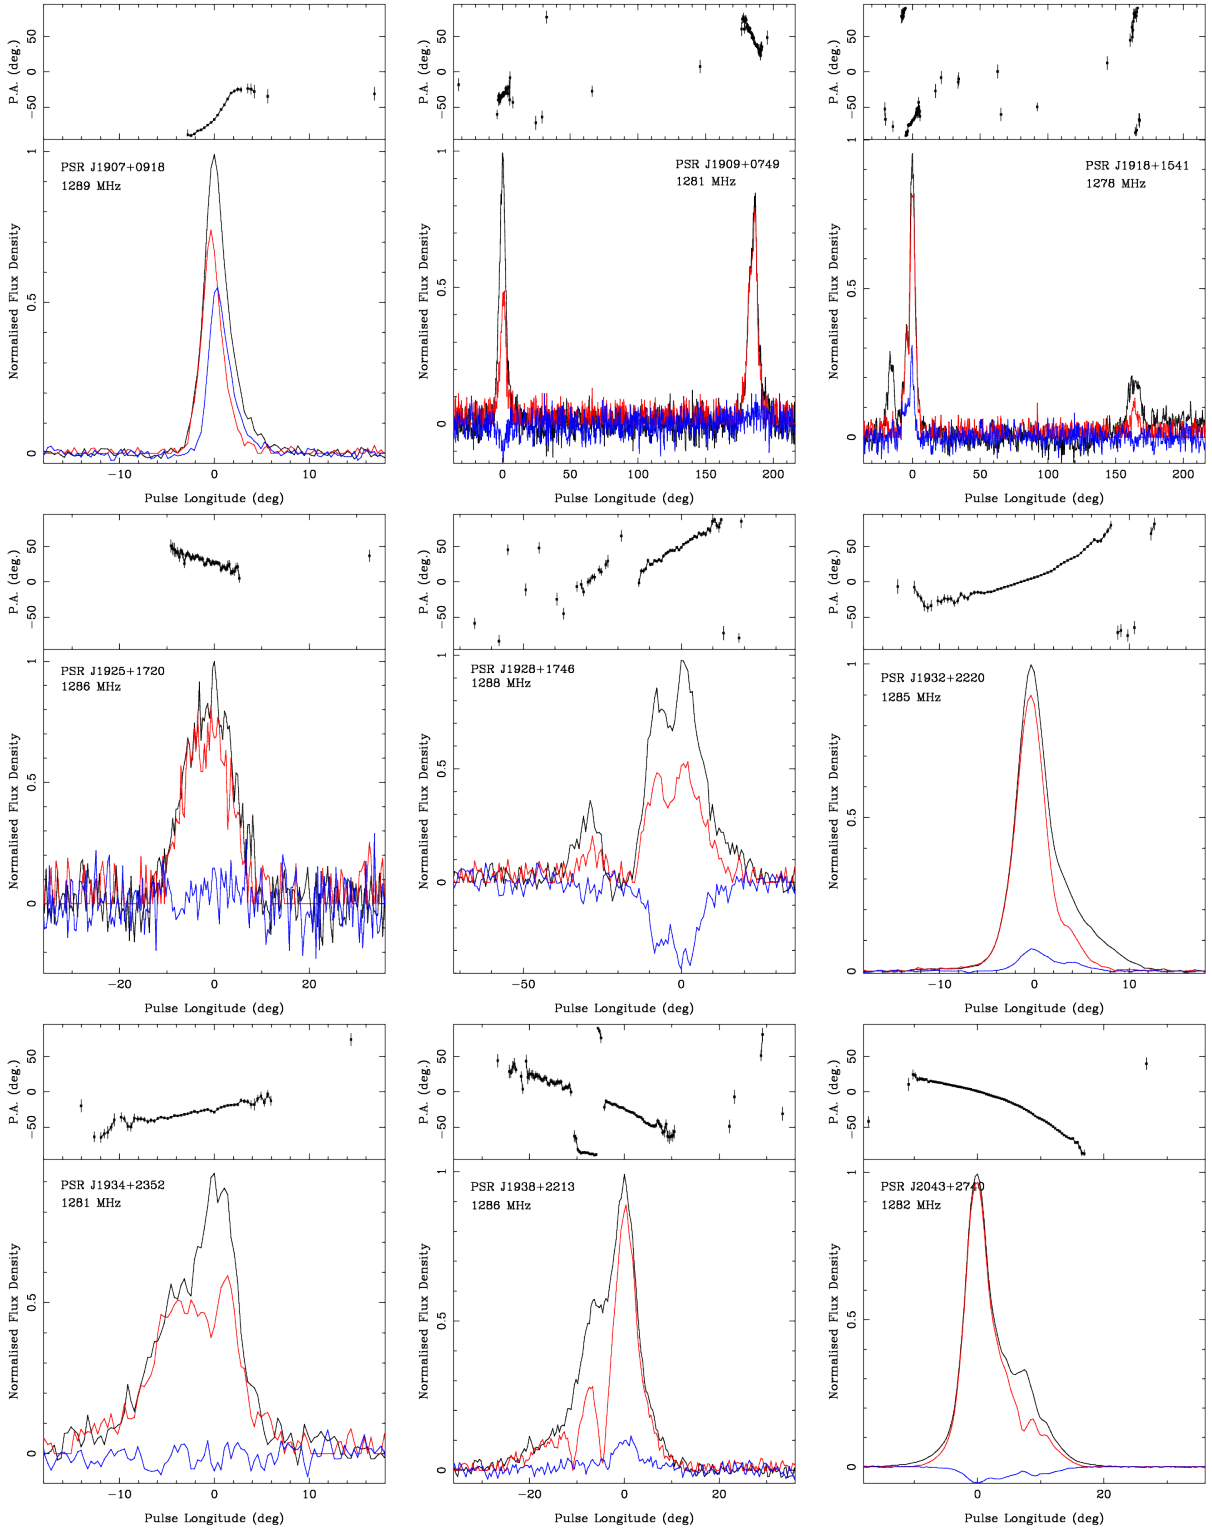 P.A. (deg.)
−50 0 50
PSR J1907+0918
1289 MHz
Normalised Flux Density
0 0.5 1
−10 0 10
Pulse Longitude (deg)
P.A. (deg.)
−50 0 50
PSR J1909+0749
1281 MHz
Normalised Flux Density
0 0.5 1
0 50 100 150 200
Pulse Longitude (deg)
P.A. (deg.)
−50 0 50
PSR J1918+1541
1278 MHz
Normalised Flux Density
0 0.5 1
0 50 100 150 200
Pulse Longitude (deg)
P.A. (deg.)
−50 0 50
PSR J1925+1720
1286 MHz
Normalised Flux Density
0 0.5 1
−20 0 20
Pulse Longitude (deg)
P.A. (deg.)
−50 0 50
PSR J1928+1746
1288 MHz
Normalised Flux Density
0 0.5 1
−50 0
Pulse Longitude (deg)
P.A. (deg.)
−50 0 50
PSR J1932+2220
1285 MHz
Normalised Flux Density
0 0.5 1
−10 0 10
Pulse Longitude (deg)
P.A. (deg.)
−50 0 50
PSR J1934+2352
1281 MHz
Normalised Flux Density
0 0.5
−10 0 10
Pulse Longitude (deg)
P.A. (deg.)
−50 0 50
PSR J1938+2213
1286 MHz
Normalised Flux Density
0 0.5 1
−20 0 20
Pulse Longitude (deg)
P.A. (deg.)
−50 0 50
PSR J2043+2740
1282 MHz
Normalised Flux Density
0 0.5 1
0 20
Pulse Longitude (deg)